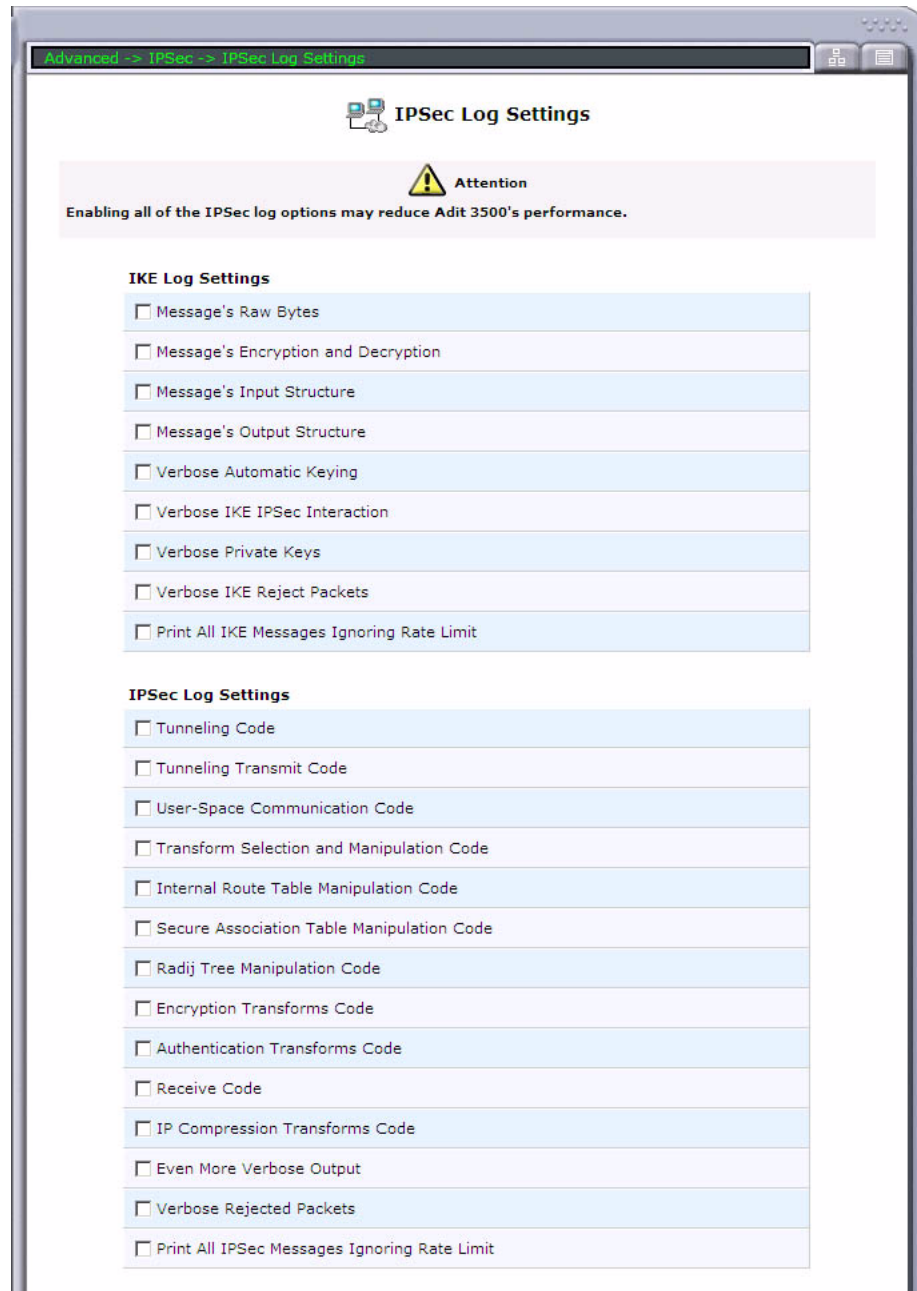 Advanced -> IPSec -> IPSec Log Settings
IPSec Log Settings
Attention
Enabling all of the IPSec log options may reduce Adit 3500's performance.
IKE Log Settings
Message's Raw Bytes
Message's Encryption and Decryption
Message's Input Structure
Message's Output Structure
Verbose Automatic Keying
Verbose IKE IPSec Interaction
Verbose Private Keys
Verbose IKE Reject Packets
Print All IKE Messages Ignoring Rate Limit
IPSec Log Settings
Tunneling Code
Tunneling Transmit Code
User-Space Communication Code
Transform Selection and Manipulation Code
Internal Route Table Manipulation Code
Secure Association Table Manipulation Code
Radij Tree Manipulation Code
Encryption Transforms Code
Authentication Transforms Code
Receive Code
IP Compression Transforms Code
Even More Verbose Output
Verbose Rejected Packets
Print All IPSec Messages Ignoring Rate Limit